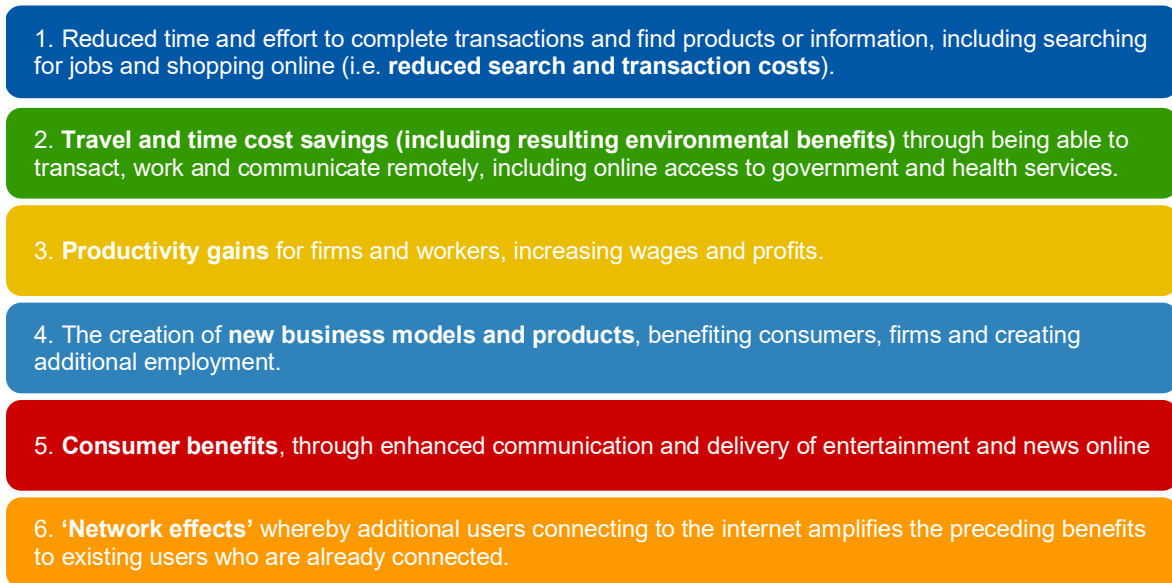 1. Reduced time and effort to complete transactions and find products or information, including searching
for jobs and shopping online (i.e. reduced search and transaction costs).
2. Travel and time cost savings (including resulting environmental benefits) through being able to
transact, work and communicate remotely, including online access to government and health services.
3. Productivity gains for firms and workers, increasing wages and profits.
4. The creation of new business models and products, benefiting consumers, firms and creating
additional employment.
5. Consumer benefits, through enhanced communication and delivery of entertainment and news online
6. ‘Network effects’ whereby additional users connecting to the internet amplifies the preceding benefits
to existing users who are already connected.